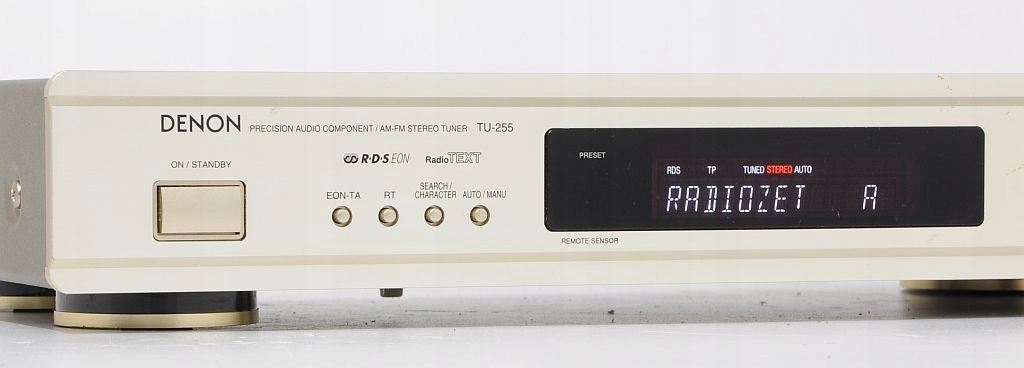 DENON PRECISION AUDIO COMPONENT / AM-FM STEREO TUNER TU-255
ON / STANDBY
R·D·S EON RadioTEXT
EON-TA RT SEARCH / CHARACTER AUTO / MANU
PRESET
RDS TP TUNED STEREO AUTO
RADIOZET A
REMOTE SENSOR